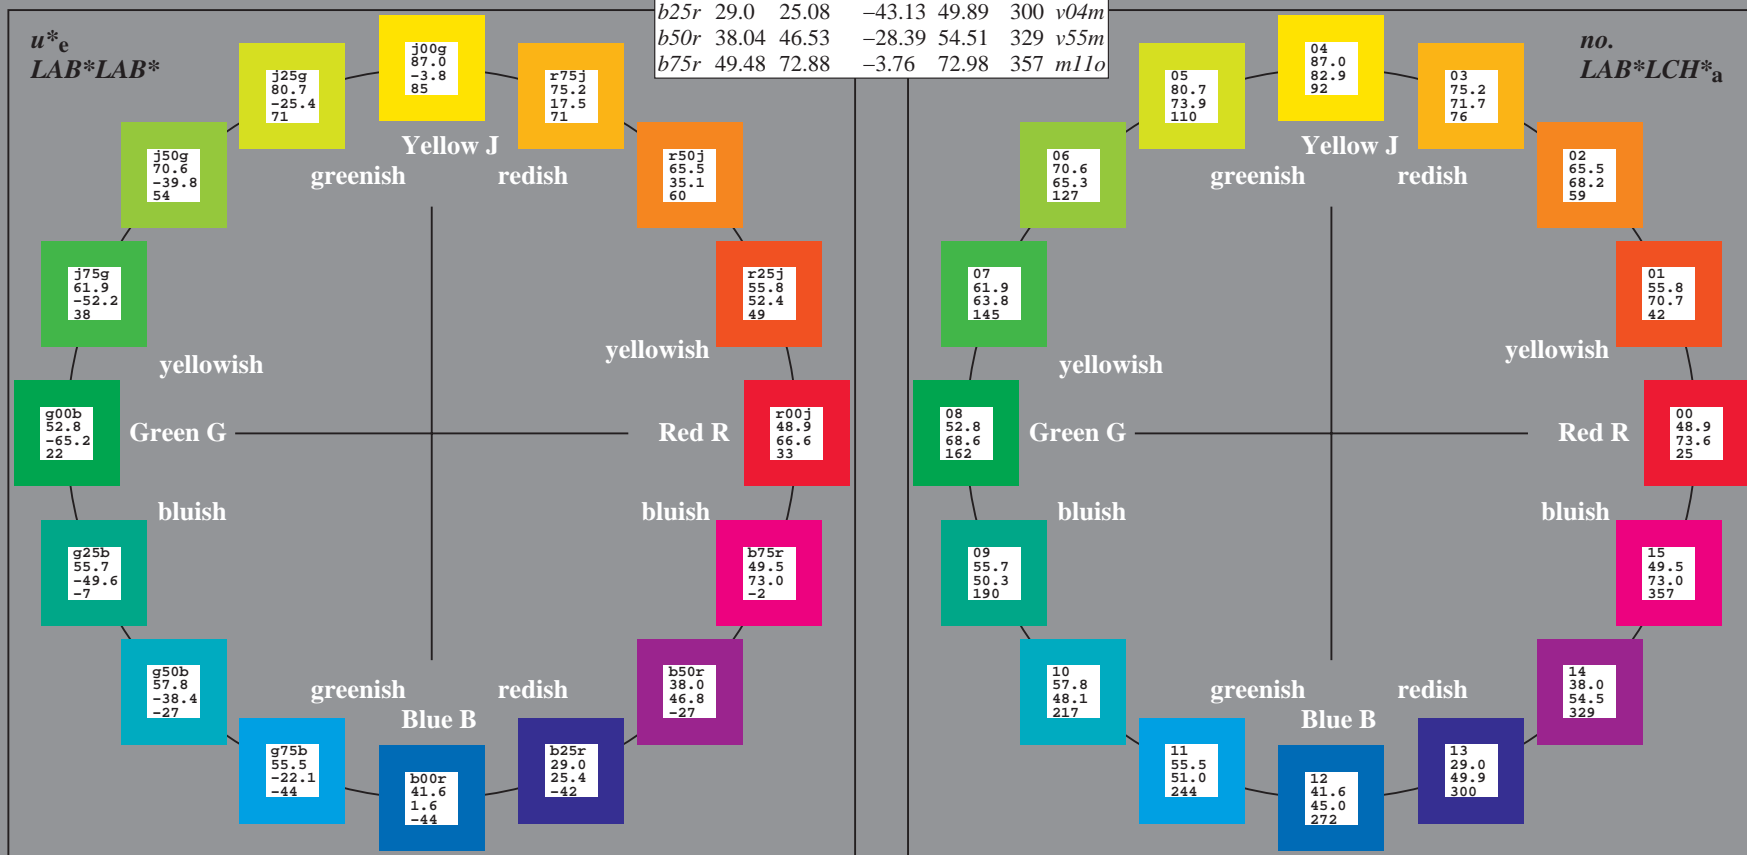 b25r 29.0 25.08 −43.13 49.89 300 v04m
b50r 38.04 46.53 −28.39 54.51 329 v55m
b75r 49.48 72.88 −3.76 72.98 357 m11o
u*e
LAB*LAB*
j00g
87.0
-3.8
85
r75j
75.2
17.5
71
r50j
65.5
35.1
60
r25j
55.8
52.4
49
r00j
48.9
66.6
33
b75r
49.5
73.0
-2
b50r
38.0
46.8
-27
b25r
29.0
25.4
-42
b00r
41.6
1.6
-44
g75b
55.5
-22.1
-44
g50b
57.8
-38.4
-27
g25b
55.7
-49.6
-7
g00b
52.8
-65.2
22
j75g
61.9
-52.2
38
j50g
70.6
-39.8
54
j25g
80.7
-25.4
71
Yellow J
greenish redish
yellowish
yellowish
Green G
Red R
bluish
bluish
greenish redish
Blue B
no.
LAB*LCH*a
04
87.0
82.9
92
03
75.2
71.7
76
02
65.5
68.2
59
01
55.8
70.7
42
00
48.9
73.6
25
15
49.5
73.0
357
14
38.0
54.5
329
13
29.0
49.9
300
12
41.6
45.0
272
11
55.5
51.0
244
10
57.8
48.1
217
09
55.7
50.3
190
08
52.8
68.6
162
07
61.9
63.8
145
06
70.6
65.3
127
05
80.7
73.9
110
Yellow J
greenish redish
yellowish
yellowish
Green G
Red R
bluish
bluish
greenish redish
Blue B